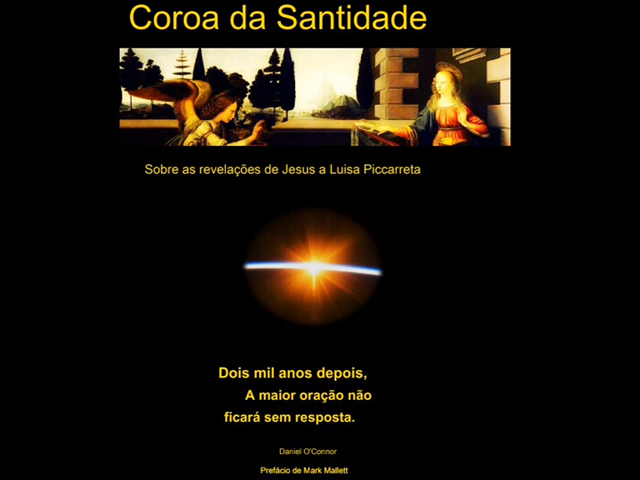 Coroa da Santidade
Sobre as revelações de Jesus a Luisa Piccarreta
Dois mil anos depois,
A maior oração não
ficará sem resposta.
Daniel O'Connor
Prefácio de Mark Mallett